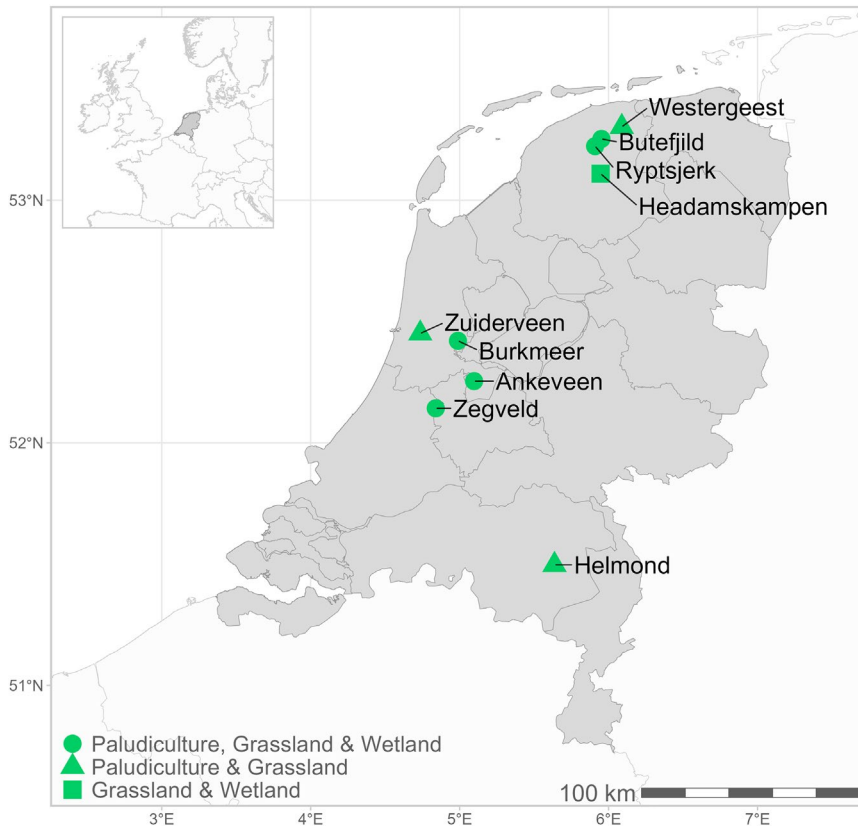 Westergeest
Butefjild
Ryptsjerk
Headamskampen
53°N
Zuiderveen
Burkmeer
Ankeveen
Zegveld
52°N
Helmond
51°N
Paludiculture, Grassland & Wetland
Paludiculture & Grassland
Grassland & Wetland
100 km
3°E 4°E 5°E 6°E 7°E